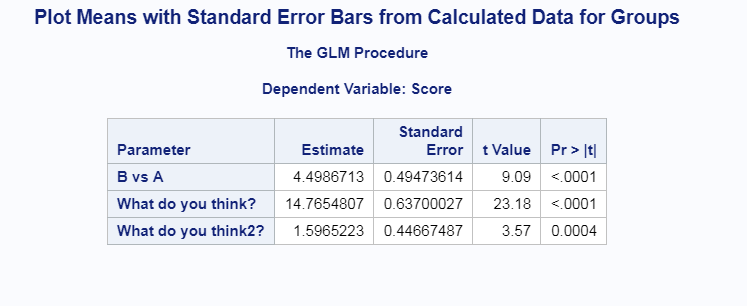 Plot Means with Standard Error Bars from Calculated Data for Groups
The GLM Procedure
Dependent Variable: Score
Parameter Estimate Standard Error t Value Pr > |t|
B vs A 4.4986713 0.49473614 9.09 <.0001
What do you think? 14.7654807 0.63700027 23.18 <.0001
What do you think2? 1.5965223 0.44667487 3.57 0.0004